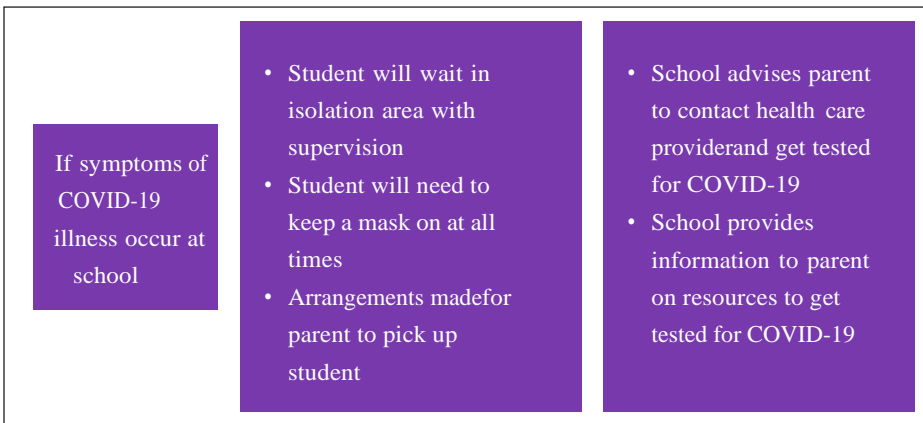 If symptoms of
COVID-19
illness occur at
school
• Student will wait in
isolation area with
supervision
• Student will need to
keep a mask on at all
times
• Arrangements madefor
parent to pick up
student
• School advises parent
to contact health care
providerand get tested
for COVID-19
• School provides
information to parent
on resources to get
tested for COVID-19